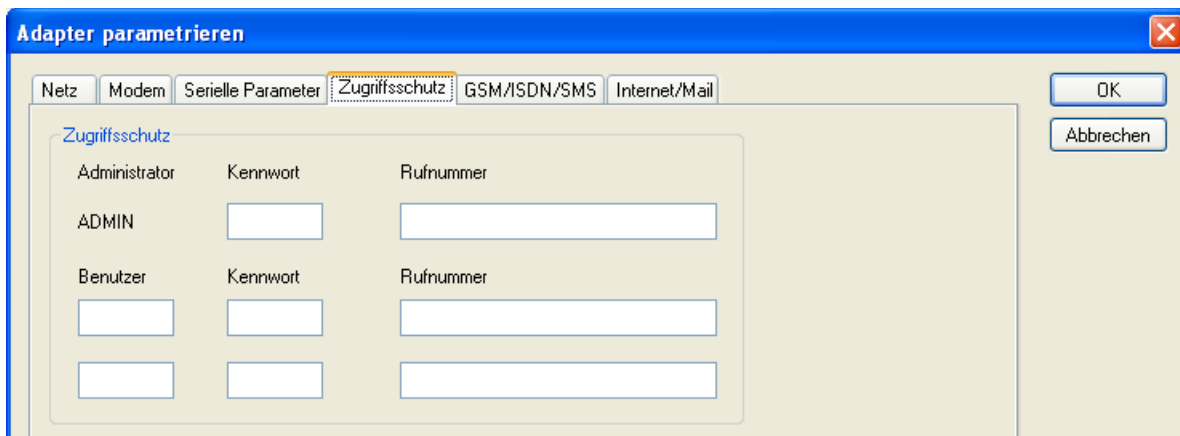 Adapter parametrieren
Netz Modem Serielle Parameter Zugriffsschutz GSM/ISDN/SMS Internet/Mail
OK
Abbrechen
Zugriffsschutz
Administrator Kennwort Rufnummer
ADMIN
Benutzer Kennwort Rufnummer